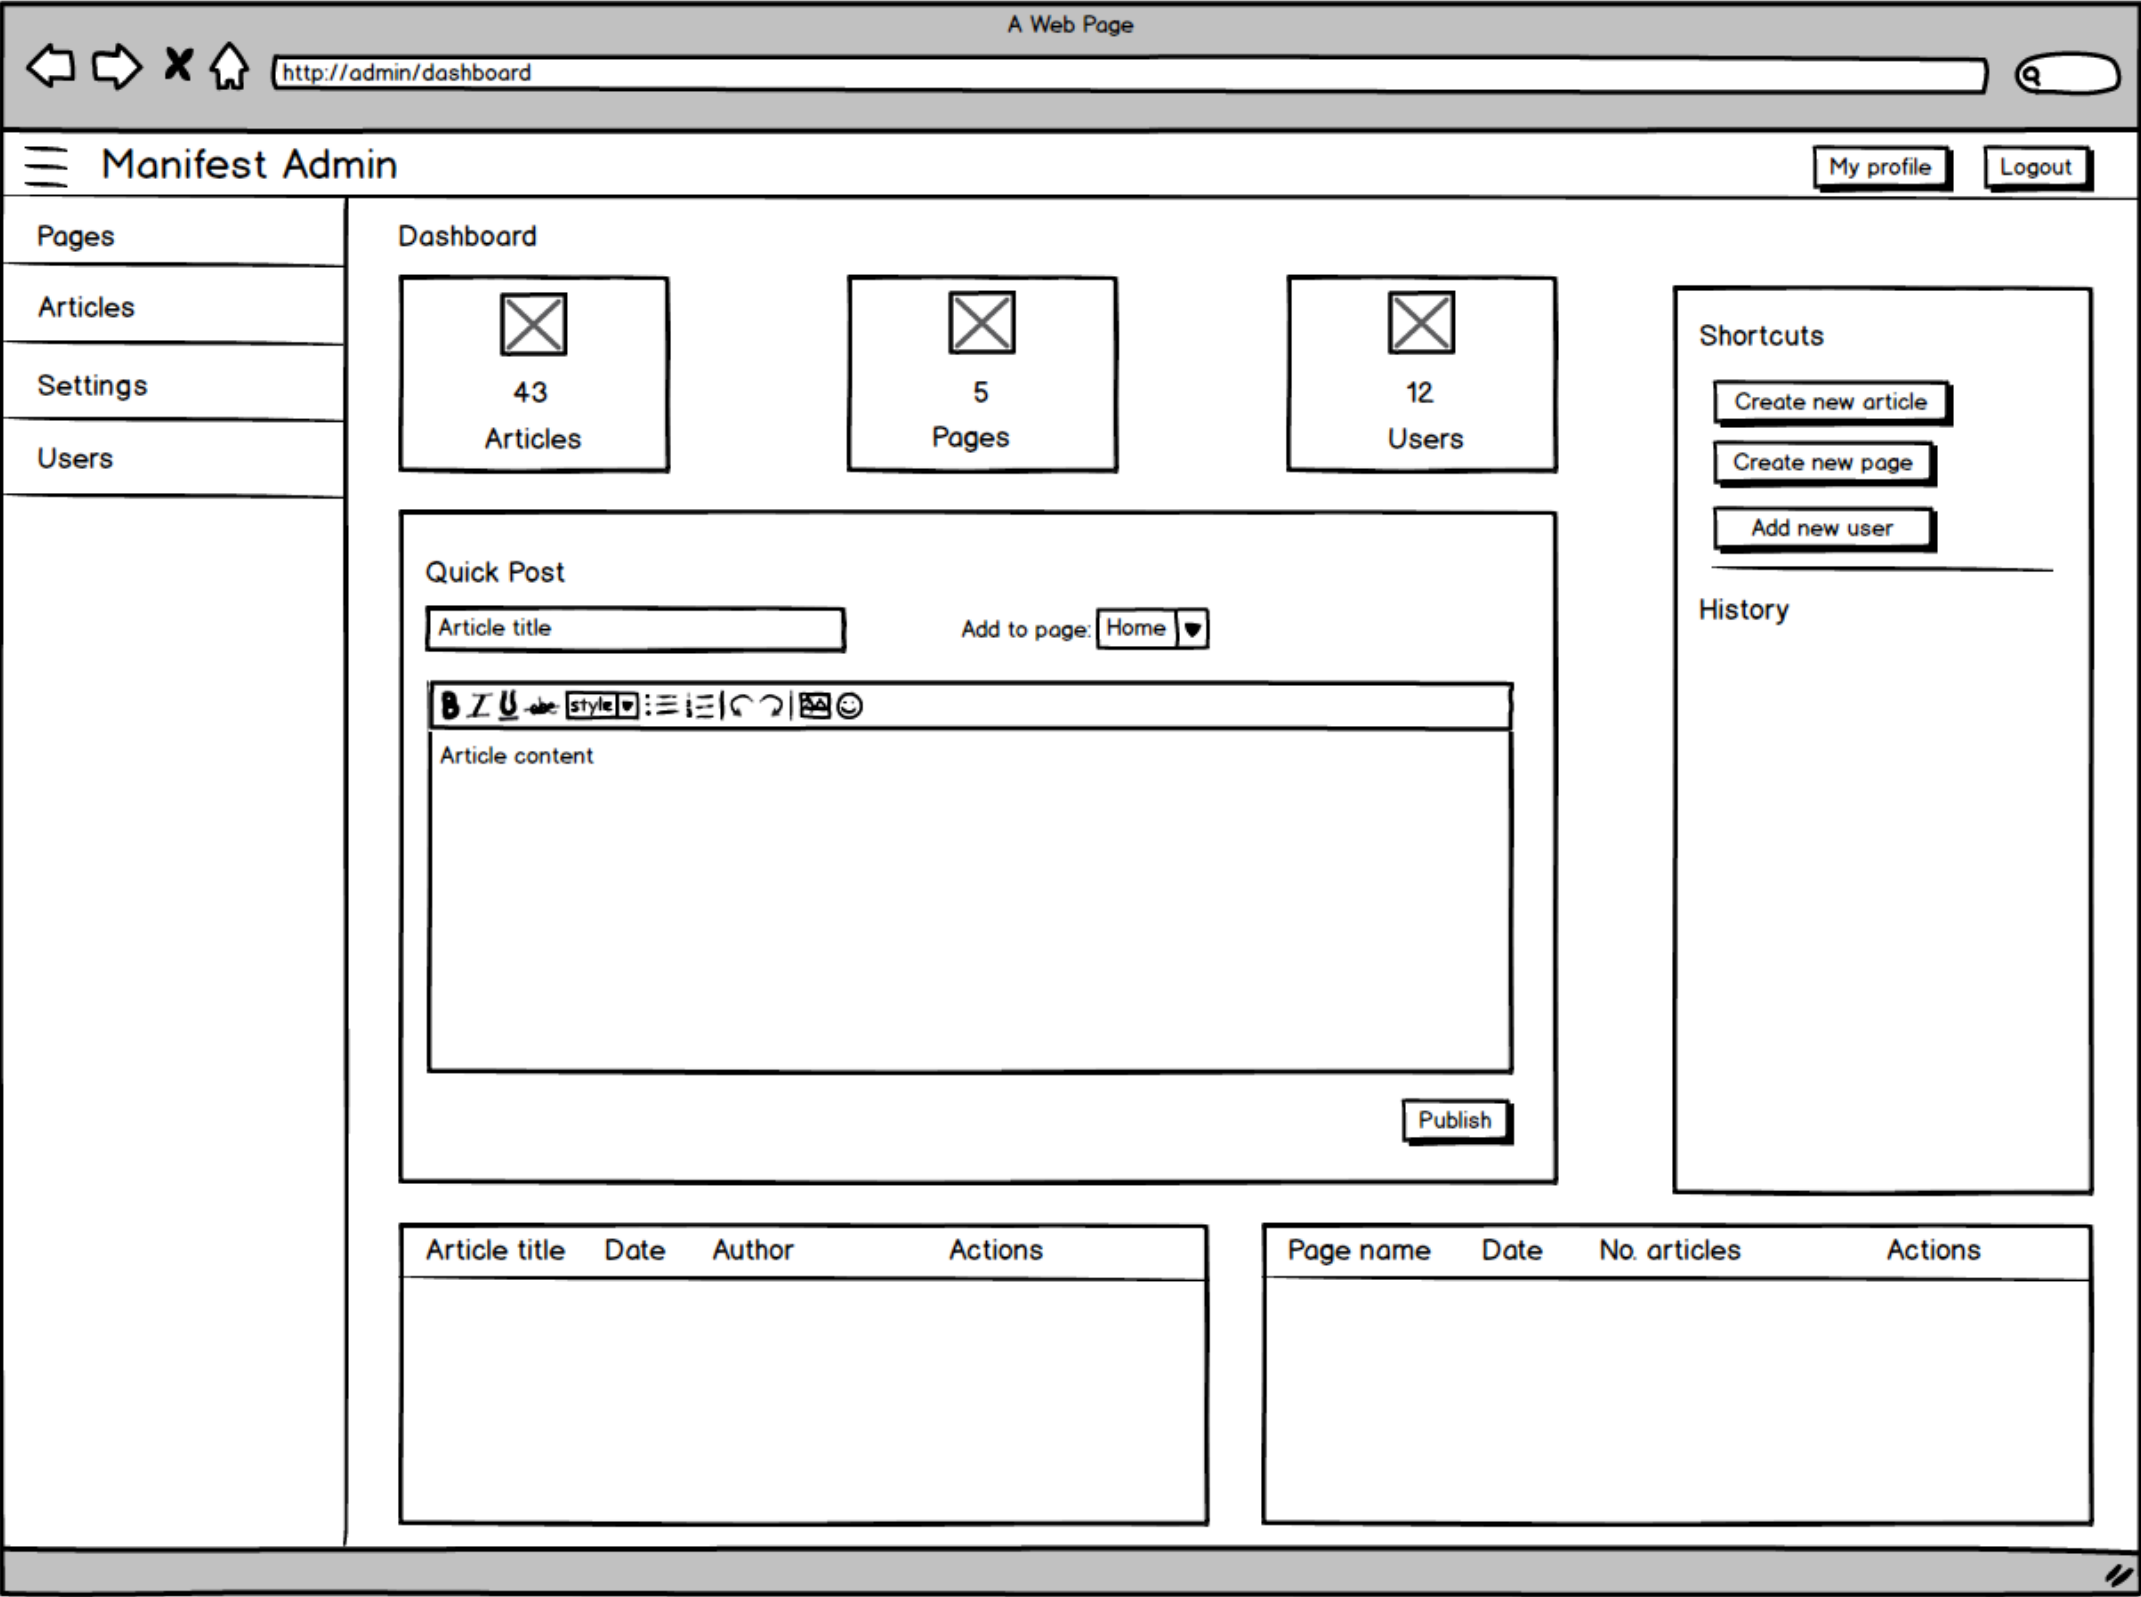 A Web Page
http://admin/dashboard
Manifest Admin
My profile
Logout
Pages
Articles
Settings
Users
Dashboard
43
Articles
5
Pages
12
Users
Shortcuts
Create new article
Create new page
Add new user
History
Quick Post
Article title
Add to page: Home
B I U abc style
Article content
Publish
Article title Date Author Actions
Page name Date No. articles Actions